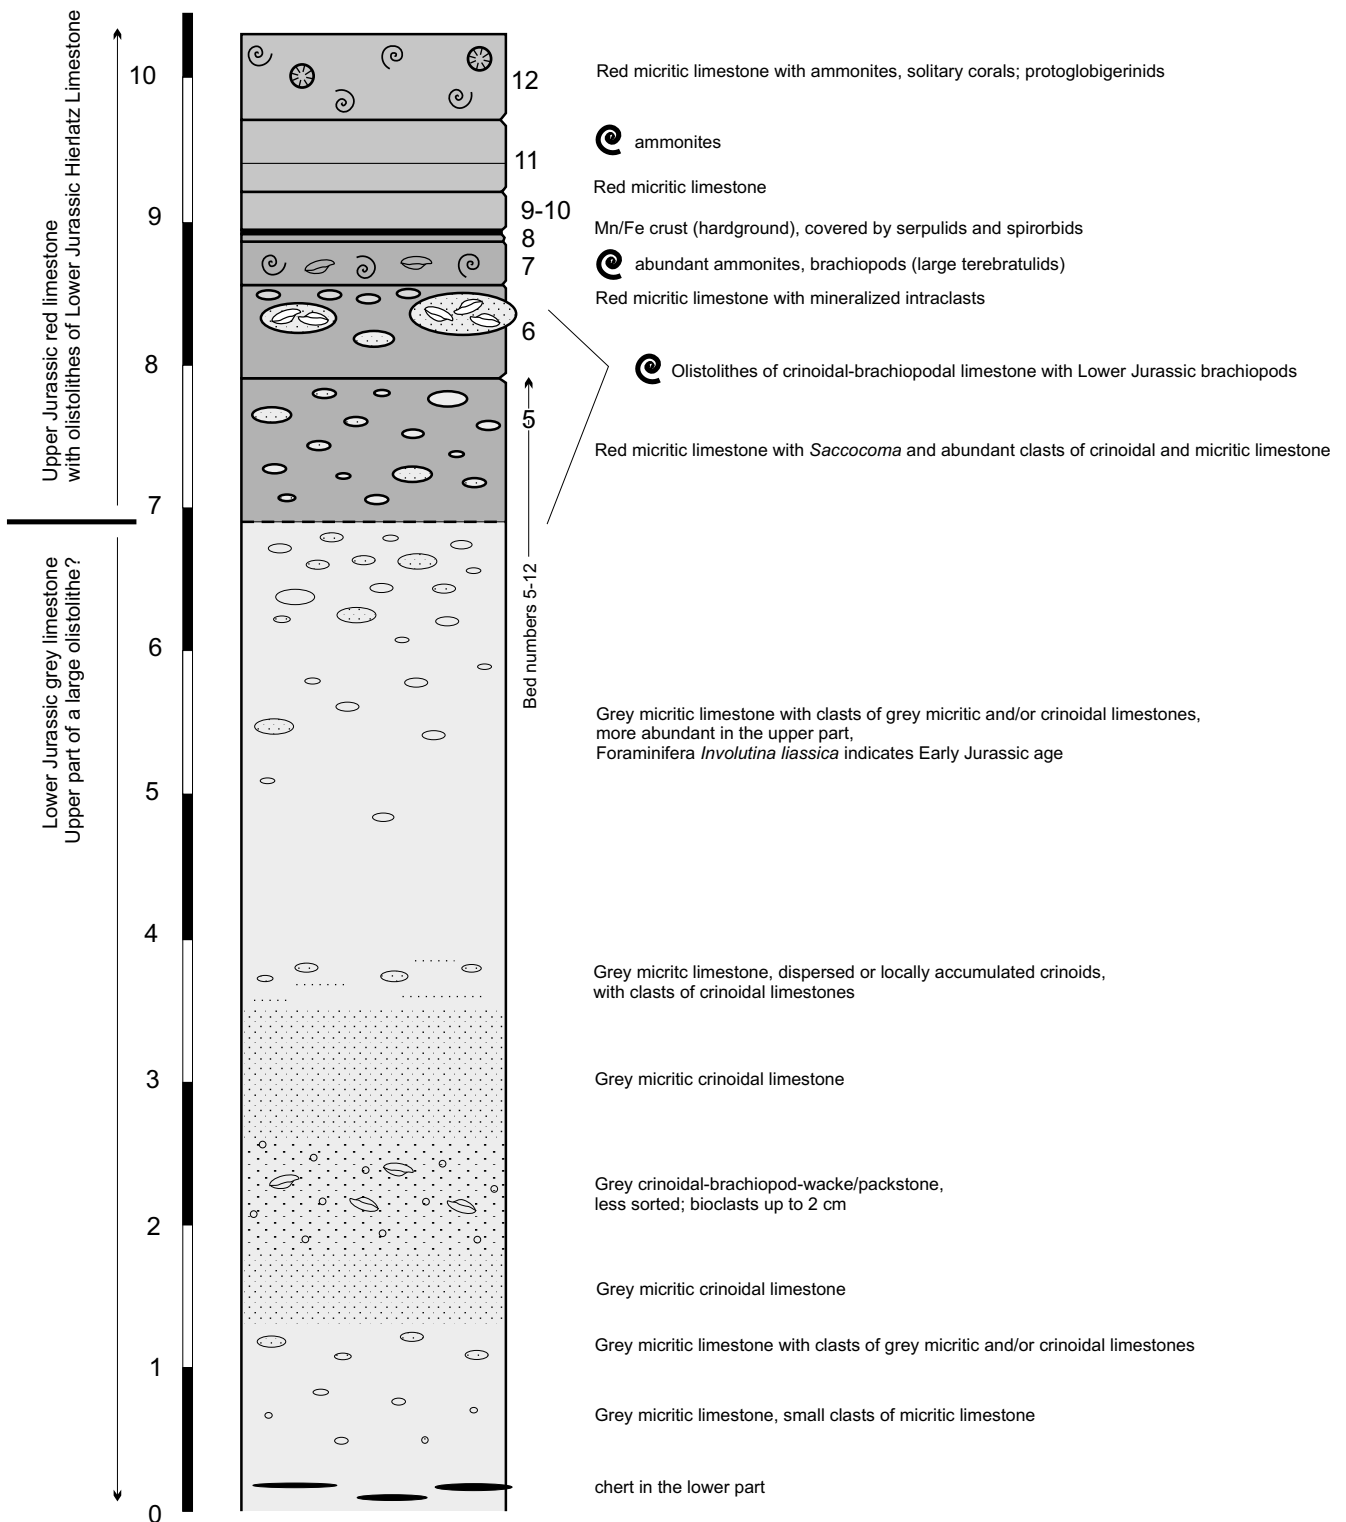 Upper Jurassic red limestone
with olistolithes of Lower Jurassic Hierlatz Limestone
Lower Jurassic grey limestone
Upper part of a large olistolithe?
10
9
8
7
6
5
4
3
2
1
0
12
11
9-10
8
7
6
5
Bed numbers 5-12
Red micritic limestone with ammonites, solitary corals; protoglobigerinids
ammonites
Red micritic limestone
Mn/Fe crust (hardground), covered by serpulids and spirorbids
abundant ammonites, brachiopods (large terebratulids)
Red micritic limestone with mineralized intraclasts
Olistolithes of crinoidal-brachiopodal limestone with Lower Jurassic brachiopods
Red micritic limestone with Saccocoma and abundant clasts of crinoidal and micritic limestone
Grey micritic limestone with clasts of grey micritic and/or crinoidal limestones,
more abundant in the upper part,
Foraminifera Involutina liassica indicates Early Jurassic age
Grey micritc limestone, dispersed or locally accumulated crinoids,
with clasts of crinoidal limestones
Grey micritic crinoidal limestone
Grey crinoidal-brachiopod-wacke/packstone,
less sorted; bioclasts up to 2 cm
Grey micritic crinoidal limestone
Grey micritic limestone with clasts of grey micritic and/or crinoidal limestones
Grey micritic limestone, small clasts of micritic limestone
chert in the lower part